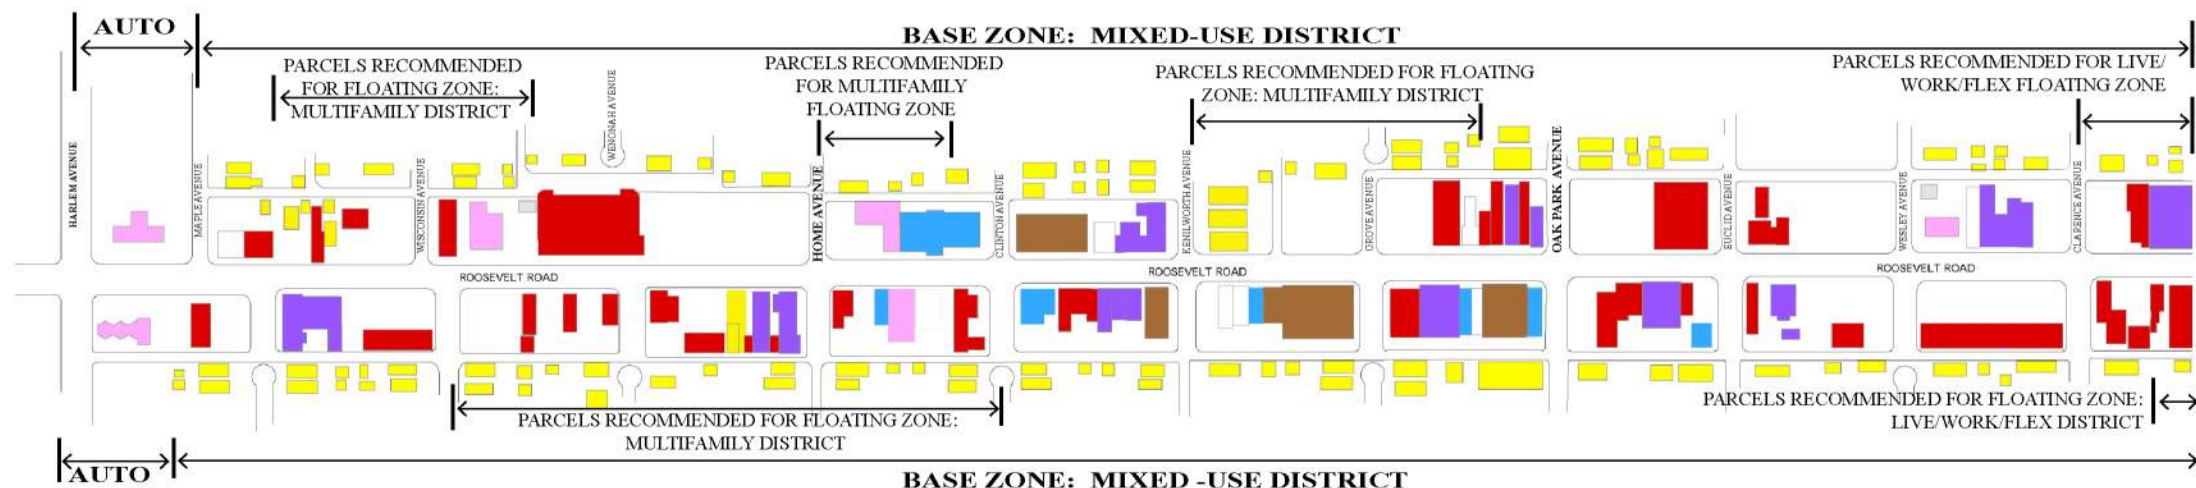 AUTO
BASE ZONE: MIXED-USE DISTRICT
PARCELS RECOMMENDED
FOR FLOATING ZONE:
MULTIFAMILY DISTRICT
PARCELS RECOMMENDED
FOR MULTIFAMILY
FLOATING ZONE
PARCELS RECOMMENDED FOR FLOATING
ZONE: MULTIFAMILY DISTRICT
PARCELS RECOMMENDED FOR LIVE/
WORK/FLEX FLOATING ZONE
HARLEM AVENUE
MAPLE AVENUE
WISCONSIN AVENUE
WENONAH AVENUE
HOME AVENUE
CLINTON AVENUE
KENILWORTH AVENUE
GROVE AVENUE
OAK PARK AVENUE
EUCLID AVENUE
WESLEY AVENUE
CLARENCE AVENUE
ROOSEVELT ROAD
ROOSEVELT ROAD
ROOSEVELT ROAD
PARCELS RECOMMENDED FOR FLOATING ZONE:
MULTIFAMILY DISTRICT
PARCELS RECOMMENDED FOR FLOATING ZONE:
LIVE/WORK/FLEX DISTRICT
AUTO
BASE ZONE: MIXED -USE DISTRICT